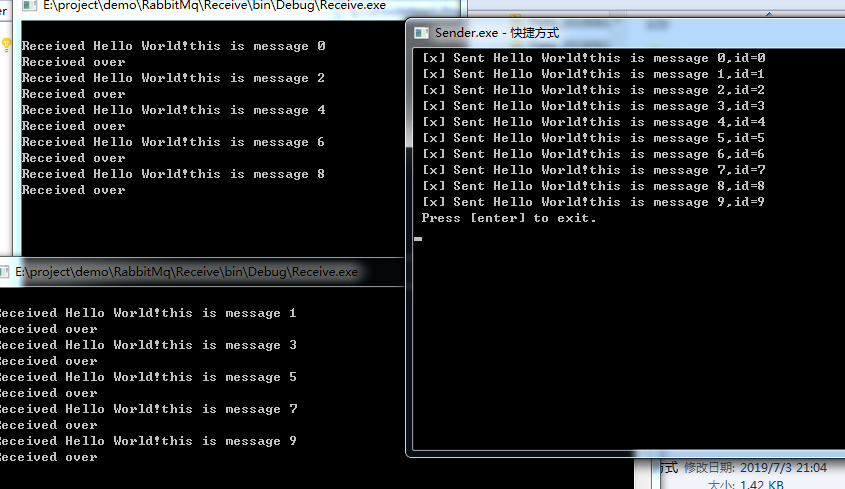 E:\project\demo\RabbitMq\Receive\bin\Debug\Receive.exe
Received Hello World!this is message 0
Received over
Received Hello World!this is message 2
Received over
Received Hello World!this is message 4
Received over
Received Hello World!this is message 6
Received over
Received Hello World!this is message 8
Received over
Sender.exe - 快捷方式
[x] Sent Hello World!this is message 0,id=0
[x] Sent Hello World!this is message 1,id=1
[x] Sent Hello World!this is message 2,id=2
[x] Sent Hello World!this is message 3,id=3
[x] Sent Hello World!this is message 4,id=4
[x] Sent Hello World!this is message 5,id=5
[x] Sent Hello World!this is message 6,id=6
[x] Sent Hello World!this is message 7,id=7
[x] Sent Hello World!this is message 8,id=8
[x] Sent Hello World!this is message 9,id=9
Press [enter] to exit.
E:\project\demo\RabbitMq\Receive\bin\Debug\Receive.exe
Received Hello World!this is message 1
Received over
Received Hello World!this is message 3
Received over
Received Hello World!this is message 5
Received over
Received Hello World!this is message 7
Received over
Received Hello World!this is message 9
Received over
方式 修改日期: 2019/7/3 21:04
大小: 1.42 KB